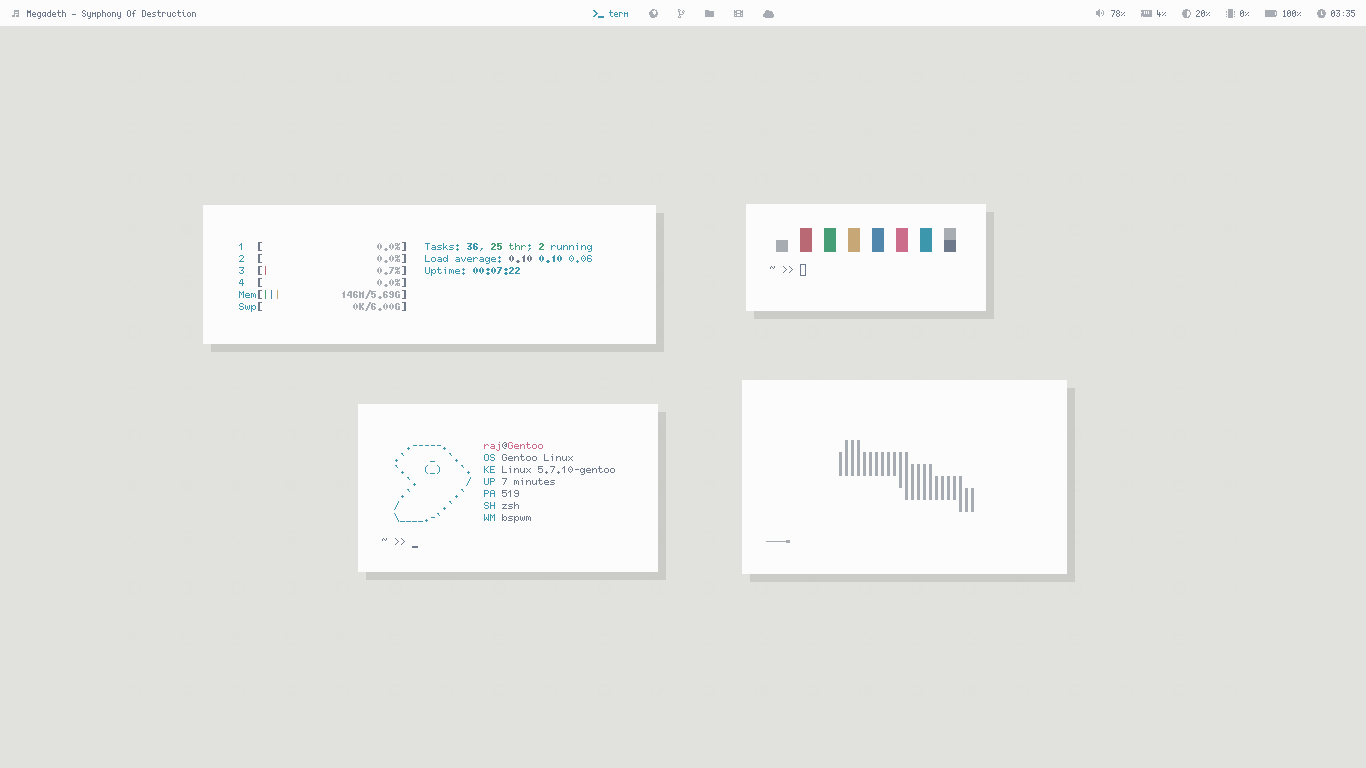 Megadeth - Symphony Of Destruction
>_ term
78% 4% 20% 0% 100% 03:35
1 [ 0.0%] Tasks: 36, 25 thr; 2 running
2 [ 0.0%] Load average: 0.10 0.10 0.06
3 [| 0.7%] Uptime: 00:07:22
4 [ 0.0%]
Mem[||| 146M/5.69G]
Swp[ 0K/6.00G]
~ >>
raj@Gentoo
OS Gentoo Linux
KE Linux 5.7.10-gentoo
UP 7 minutes
PA 519
SH zsh
WM bspwm
~ >> _